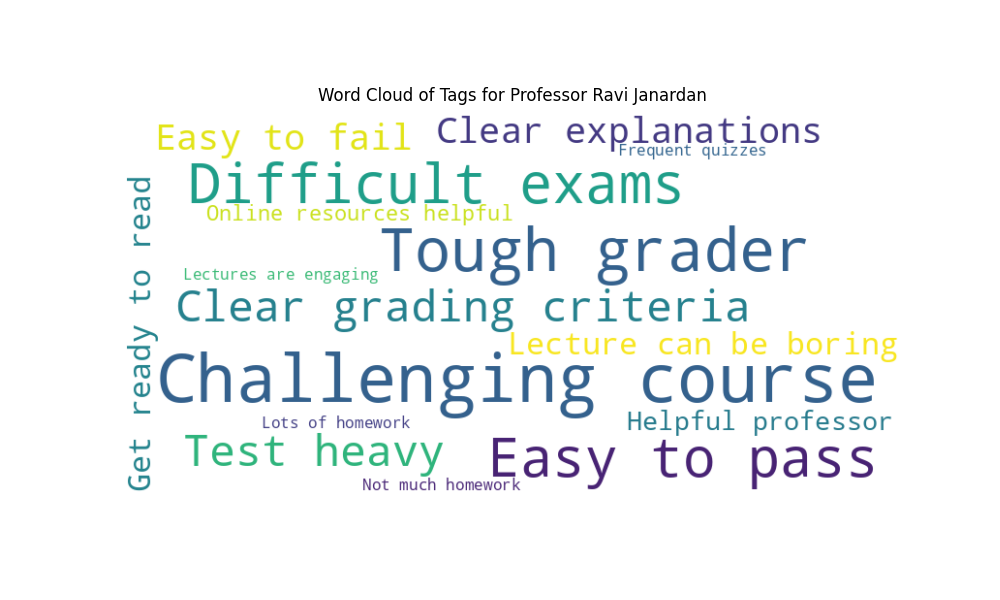 Word Cloud of Tags for Professor Ravi Janardan
Easy to fail
Clear explanations
Frequent quizzes
Difficult exams
Online resources helpful
Tough grader
Lectures are engaging
Clear grading criteria
Lecture can be boring
Challenging course
Lots of homework
Helpful professor
Test heavy
Easy to pass
Not much homework
Get ready to read